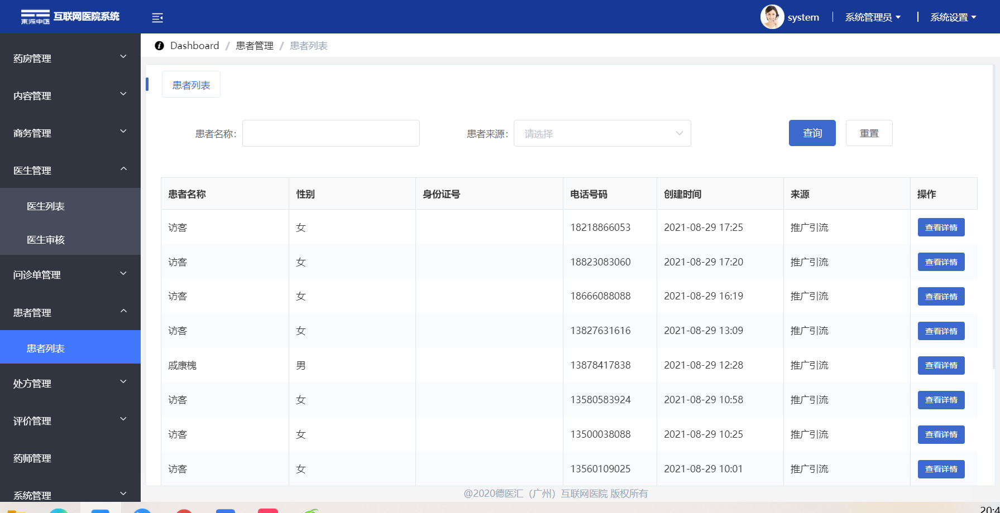 東源中医 互联网医院系统
system 系统管理员 系统设置
Dashboard / 患者管理 / 患者列表
药房管理
内容管理
商务管理
医生管理
医生列表
医生审核
问诊单管理
患者管理
患者列表
处方管理
评价管理
药师管理
系统管理
患者列表
患者名称: 患者来源: 请选择 查询 重置
患者名称 性别 身份证号 电话号码 创建时间 来源 操作
访客 女 18218866053 2021-08-29 17:25 推广引流 查看详情
访客 女 18823083060 2021-08-29 17:20 推广引流 查看详情
访客 女 18666088088 2021-08-29 16:19 推广引流 查看详情
访客 女 13827631616 2021-08-29 13:09 推广引流 查看详情
戚康槐 男 13878417838 2021-08-29 12:28 推广引流 查看详情
访客 女 13580583924 2021-08-29 10:58 推广引流 查看详情
访客 女 13500038088 2021-08-29 10:25 推广引流 查看详情
访客 女 13560109025 2021-08-29 10:01 推广引流 查看详情
@2020德医汇（广州）互联网医院 版权所有